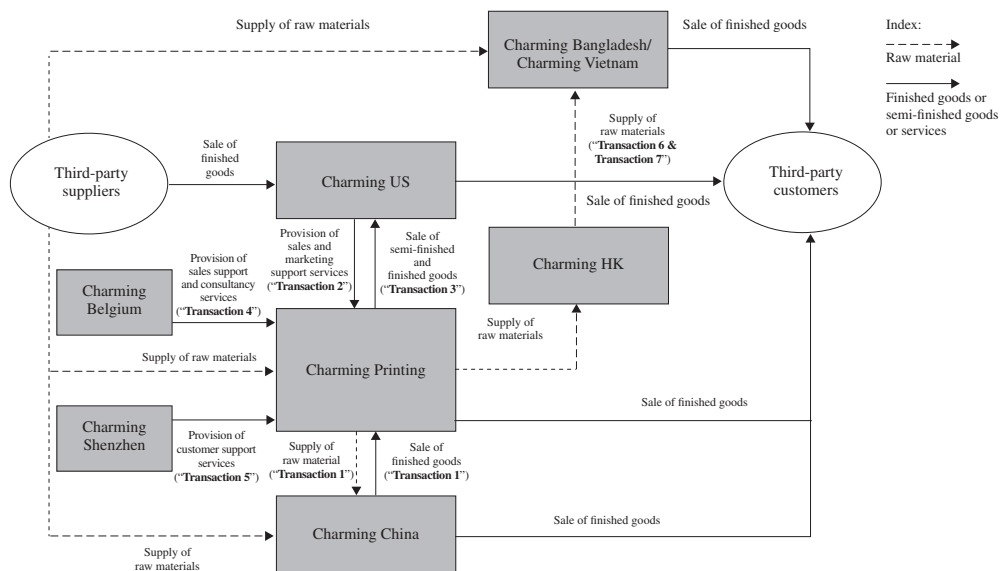 Supply of raw materials
Charming Bangladesh/
Charming Vietnam
Sale of finished goods
Index:
Raw material
Finished goods or
semi-finished goods
or services
Third-party
suppliers
Sale of
finished
goods
Charming US
Supply of
raw materials
("Transaction 6 &
Transaction 7")
Sale of finished goods
Third-party
customers
Provision of
sales and
marketing
support services
("Transaction 2")
Sale of
semi-finished
and
finished goods
("Transaction 3")
Charming HK
Charming
Belgium
Provision of
sales support
and consultancy
services
("Transaction 4")
Supply of
raw materials
Supply of raw materials
Charming Printing
Sale of finished goods
Charming
Shenzhen
Provision of
customer support
services
("Transaction 5")
Supply of
raw material
("Transaction 1")
Sale of
finished goods
("Transaction 1")
Charming China
Sale of finished goods
Supply of
raw materials